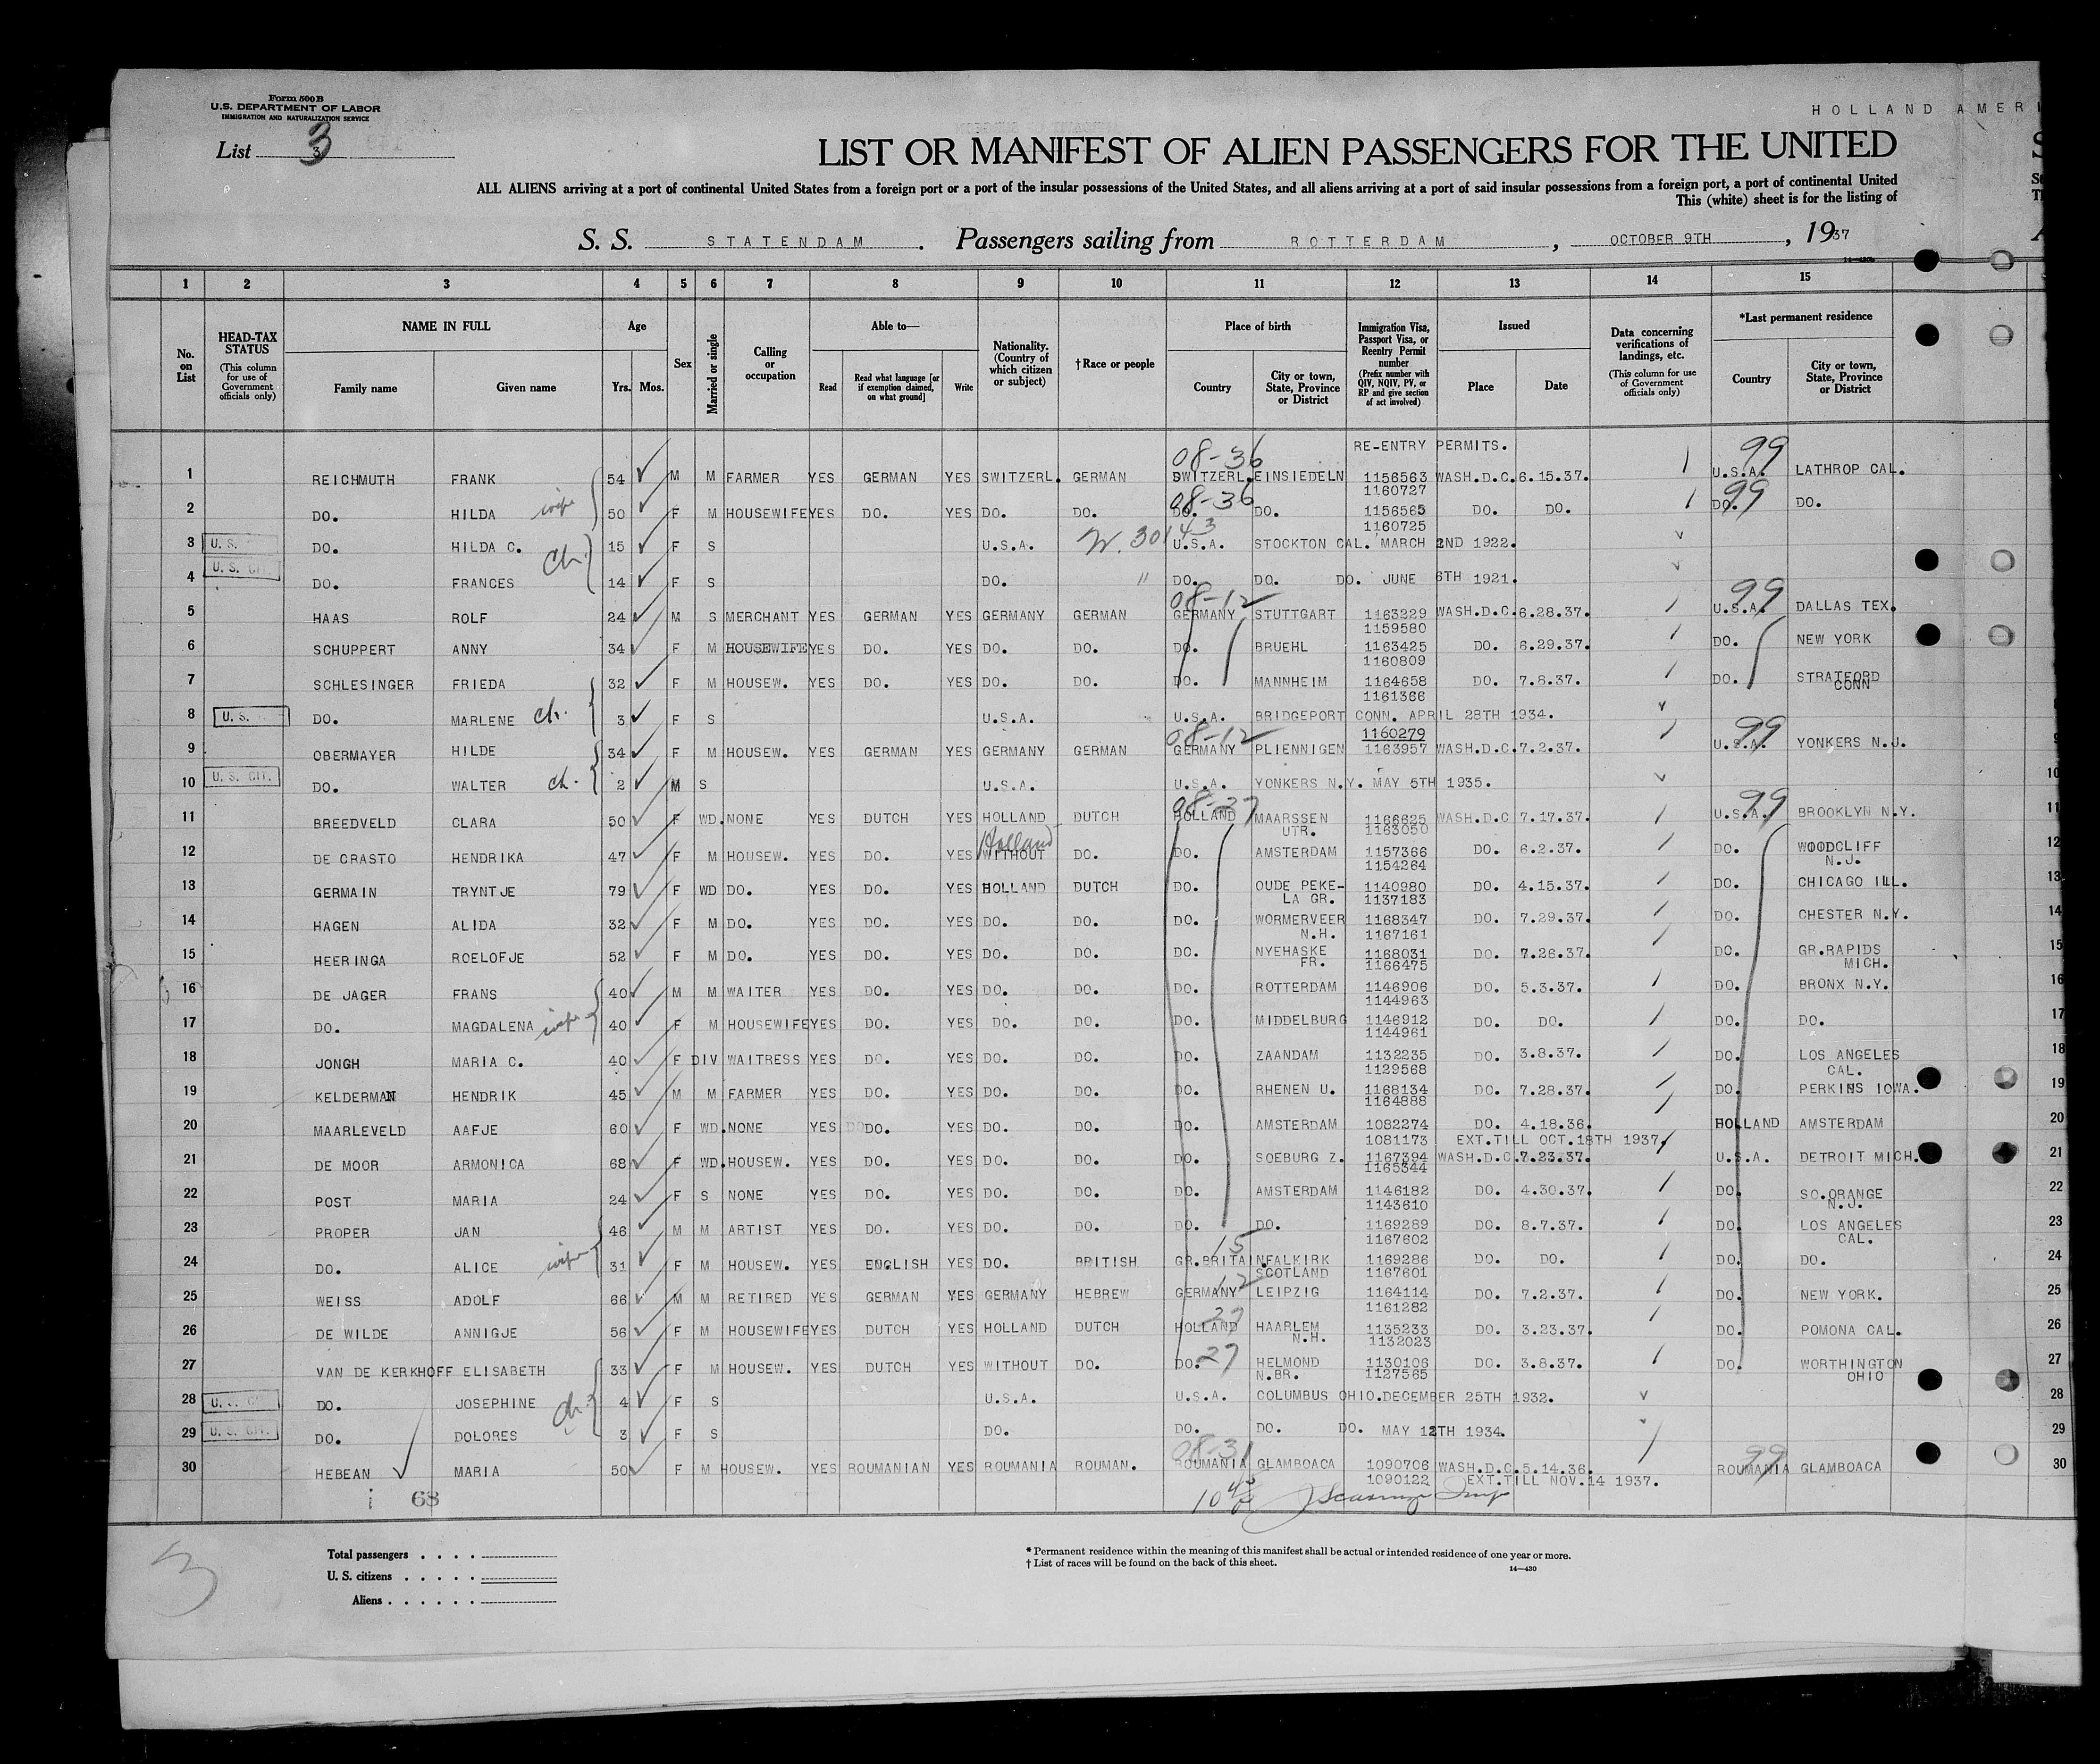 Form 500 B
U.S. DEPARTMENT OF LABOR
IMMIGRATION AND NATURALIZATION SERVICE
HOLLAND AMERI
List 3 3
LIST OR MANIFEST OF ALIEN PASSENGERS FOR THE UNITED
ALL ALIENS arriving at a port of continental United States from a foreign port or a port of the insular possessions of the United States, and all aliens arriving at a port of said insular possessions from a foreign port, a port of continental United
This (white) sheet is for the listing of
S. S. STATENDAM. Passengers sailing from ROTTERDAM, OCTOBER 9TH, 1937
1 2 3 4 5 6 7 8 9 10 11 12 13 14 15
No. on List
HEAD-TAX STATUS (This column for use of Government officials only)
NAME IN FULL Family name Given name
Age Yrs. Mos.
Sex
Married or single
Calling or occupation
Able to— Read Read what language [or if exemption claimed, on what ground] Write
Nationality. (Country of which citizen or subject)
† Race or people
Place of birth Country City or town, State, Province or District
Immigration Visa, Passport Visa, or Reentry Permit number (Prefix number with QIV, NQIV, PV, or RP and give section of act involved)
Issued Place Date
Data concerning verifications of landings, etc. (This column for use of Government officials only)
*Last permanent residence Country City or town, State, Province or District
RE-ENTRY PERMITS.
08-36 99
1 REICHMUTH FRANK 54 M M FARMER YES GERMAN YES SWITZERL. GERMAN SWITZERL. EINSIEDELN 1156563 WASH.D.C. 6.15.37. U.S.A. LATHROP CAL.
1160727
08-36 99
2 DO. HILDA wife 50 F M HOUSEWIFE YES DO. YES DO. DO. DO. DO. 1156565 DO. DO. DO. DO.
1160725
3 U.S. DO. HILDA C. ch. 15 F S U.S.A. N. 30143 U.S.A. STOCKTON CAL. MARCH 2ND 1922.
4 U.S. CIT. DO. FRANCES 14 F S DO. " DO. DO. DO. JUNE 6TH 1921.
08-12 99
5 HAAS ROLF 24 M S MERCHANT YES GERMAN YES GERMANY GERMAN GERMANY STUTTGART 1163229 WASH.D.C. 6.28.37. U.S.A. DALLAS TEX.
1159580
6 SCHUPPERT ANNY 34 F M HOUSEWIFE YES DO. YES DO. DO. DO. BRUEHL 1163425 DO. 6.29.37. DO. NEW YORK
1160809
7 SCHLESINGER FRIEDA 32 F M HOUSEW. YES DO. YES DO. DO. DO. MANNHEIM 1164658 DO. 7.8.37. DO. STRATFORD
1161366 CONN
8 U.S. DO. MARLENE ch. 3 F S U.S.A. U.S.A. BRIDGEPORT CONN. APRIL 28TH 1934.
08-12 1160279 99
9 OBERMAYER HILDE 34 F M HOUSEW. YES GERMAN YES GERMANY GERMAN GERMANY PLIENNIGEN 1163957 WASH.D.C. 7.2.37. U.S.A. YONKERS N.J.
10 U.S. CIT. DO. WALTER ch. 2 M S U.S.A. U.S.A. YONKERS N.Y. MAY 5TH 1935.
08-27 99
11 BREEDVELD CLARA 50 F WD. NONE YES DUTCH YES HOLLAND DUTCH HOLLAND MAARSSEN 1166625 WASH.D.C 7.17.37. U.S.A. BROOKLYN N.Y.
UTR. 1163050
Holland
12 DE CRASTO HENDRIKA 47 F M HOUSEW. YES DO. YES WITHOUT DO. DO. AMSTERDAM 1157366 DO. 6.2.37. DO. WOODCLIFF
1154264 N.J.
13 GERMAIN TRYNTJE 79 F WD DO. YES DO. YES HOLLAND DUTCH DO. OUDE PEKE- 1140980 DO. 4.15.37. DO. CHICAGO ILL.
LA GR. 1137183
14 HAGEN ALIDA 32 F M DO. YES DO. YES DO. DO. DO. WORMERVEER 1168347 DO. 7.29.37. DO. CHESTER N.Y.
N.H. 1167161
15 HEERINGA ROELOFJE 52 F M DO. YES DO. YES DO. DO. DO. NYEHASKE 1168031 DO. 7.26.37. DO. GR.RAPIDS
FR. 1166475 MICH.
16 DE JAGER FRANS 40 M M WAITER YES DO. YES DO. DO. DO. ROTTERDAM 1146906 DO. 5.3.37. DO. BRONX N.Y.
1144963
17 DO. MAGDALENA wife 40 F M HOUSEWIFE YES DO. YES DO. DO. DO. MIDDELBURG 1146912 DO. DO. DO. DO.
1144961
18 JONGH MARIA C. 40 F DIV WAITRESS YES DO. YES DO. DO. DO. ZAANDAM 1132235 DO. 3.8.37. DO. LOS ANGELES
1129568 CAL.
19 KELDERMAN HENDRIK 45 M M FARMER YES DO. YES DO. DO. DO. RHENEN U. 1168134 DO. 7.28.37. DO. PERKINS IOWA.
1164886
20 MAARLEVELD AAFJE 60 F WD. NONE YES DO. YES DO. DO. DO. AMSTERDAM 1082274 DO. 4.18.36. HOLLAND AMSTERDAM
1081173 EXT.TILL OCT.18TH 1937.
21 DE MOOR ARMONICA 68 F WD. HOUSEW. YES DO. YES DO. DO. DO. SOEBURG Z. 1167394 WASH.D.C. 7.23.37. U.S.A. DETROIT MICH.
1165344
22 POST MARIA 24 F S NONE YES DO. YES DO. DO. DO. AMSTERDAM 1146182 DO. 4.30.37. DO. SO.ORANGE
1143610 N.J.
23 PROPER JAN 46 M M ARTIST YES DO. YES DO. DO. DO. DO. 1169289 DO. 8.7.37. DO. LOS ANGELES
15 1167602 CAL.
24 DO. ALICE wife 31 F M HOUSEW. YES ENGLISH YES DO. BRITISH GR.BRITAIN FALKIRK 1169286 DO. DO. DO. DO.
SCOTLAND 1167601
12
25 WEISS ADOLF 66 M M RETIRED YES GERMAN YES GERMANY HEBREW GERMANY LEIPZIG 1164114 DO. 7.2.37. DO. NEW YORK.
1161282
27
26 DE WILDE ANNIGJE 56 F M HOUSEWIFE YES DUTCH YES HOLLAND DUTCH HOLLAND HAARLEM 1135233 DO. 3.23.37. DO. POMONA CAL.
N.H. 1132023
27 VAN DE KERKHOFF ELISABETH 33 F M HOUSEW. YES DUTCH YES WITHOUT DO. DO. 27 HELMOND 1130106 DO. 3.8.37. DO. WORTHINGTON
N.BR. 1127565 OHIO
28 U.S. CIT DO. JOSEPHINE ch. 4 F S U.S.A. U.S.A. COLUMBUS OHIO. DECEMBER 25TH 1932.
29 U.S. CIT. DO. DOLORES 3 F S DO. DO. DO. DO. MAY 12TH 1934.
08-31 99
30 HEBEAN MARIA 50 F M HOUSEW. YES ROUMANIAN YES ROUMANIA ROUMAN. ROUMANIA GLAMBOACA 1090706 WASH.D.C. 5.14.36. ROUMANIA GLAMBOACA
1090122 EXT.TILL NOV.14 1937.
68
3
Total passengers
U. S. citizens
Aliens
* Permanent residence within the meaning of this manifest shall be actual or intended residence of one year or more.
† List of races will be found on the back of this sheet.
14—430